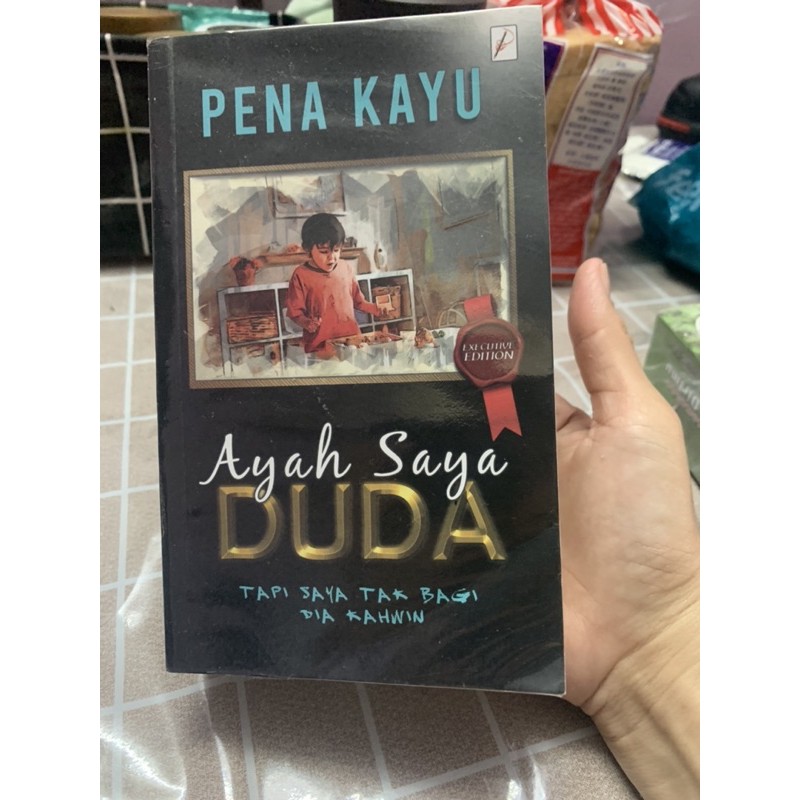 PENA KAYU
EXECUTIVE
EDITION
Ayah Saya
DUDA
TAPI SAYA TAK BAGI
DIA KAHWIN